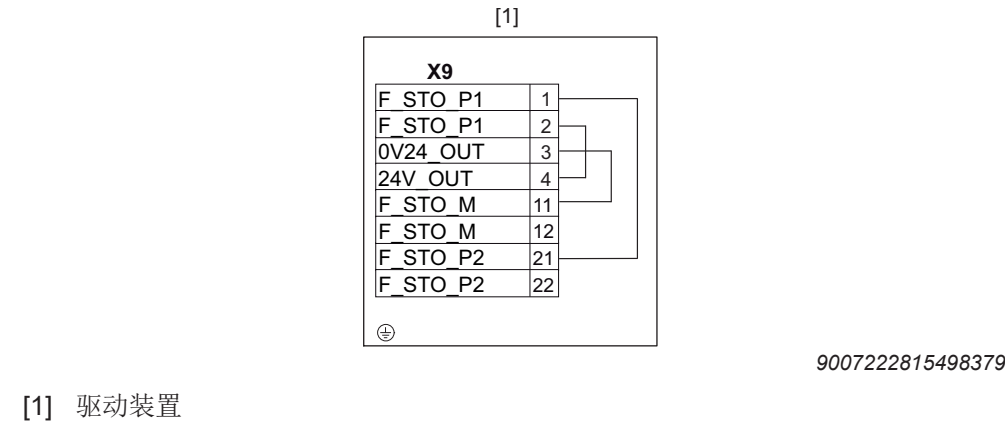 [1]
X9
F_STO_P1 1
F_STO_P1 2
0V24_OUT 3
24V_OUT 4
F_STO_M 11
F_STO_M 12
F_STO_P2 21
F_STO_P2 22
9007222815498379
[1] 驱动装置